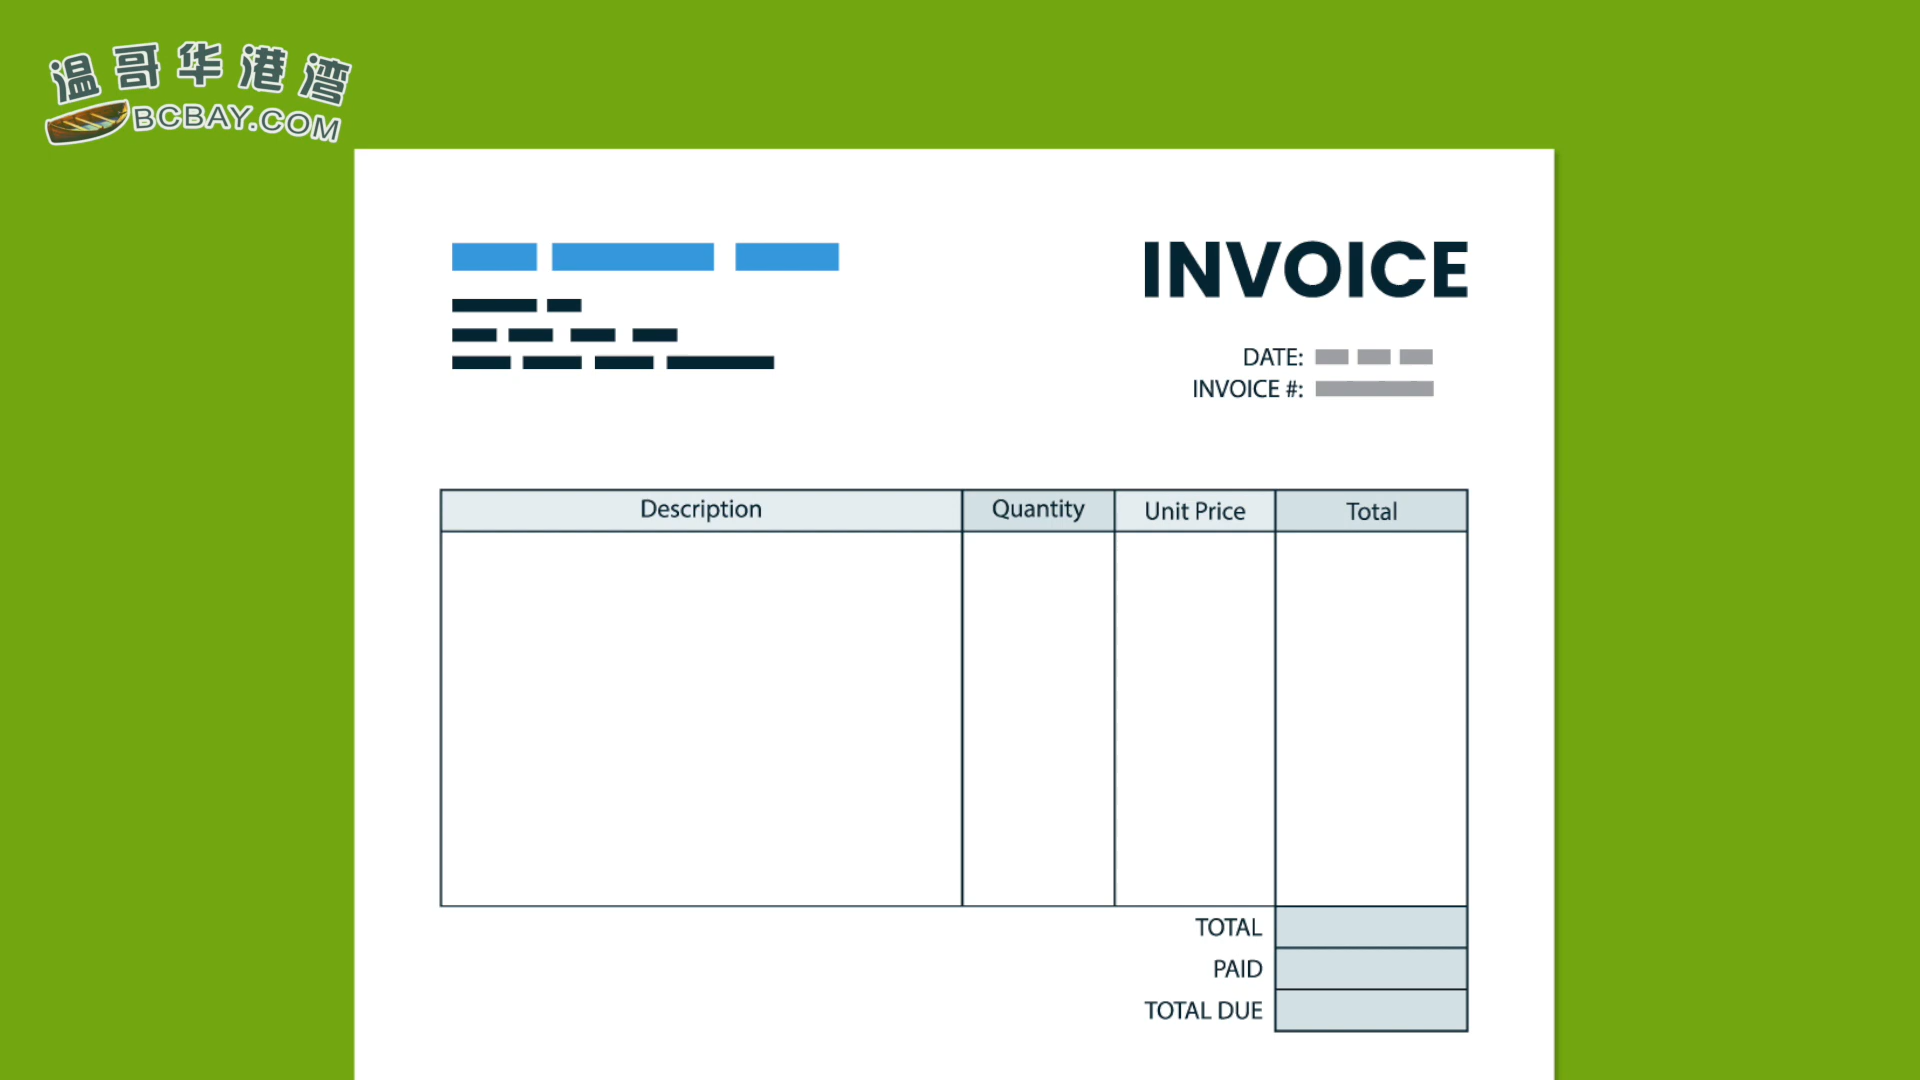 温哥华港湾
BCBAY.COM
INVOICE
DATE:
INVOICE #:
Description Quantity Unit Price Total
TOTAL
PAID
TOTAL DUE